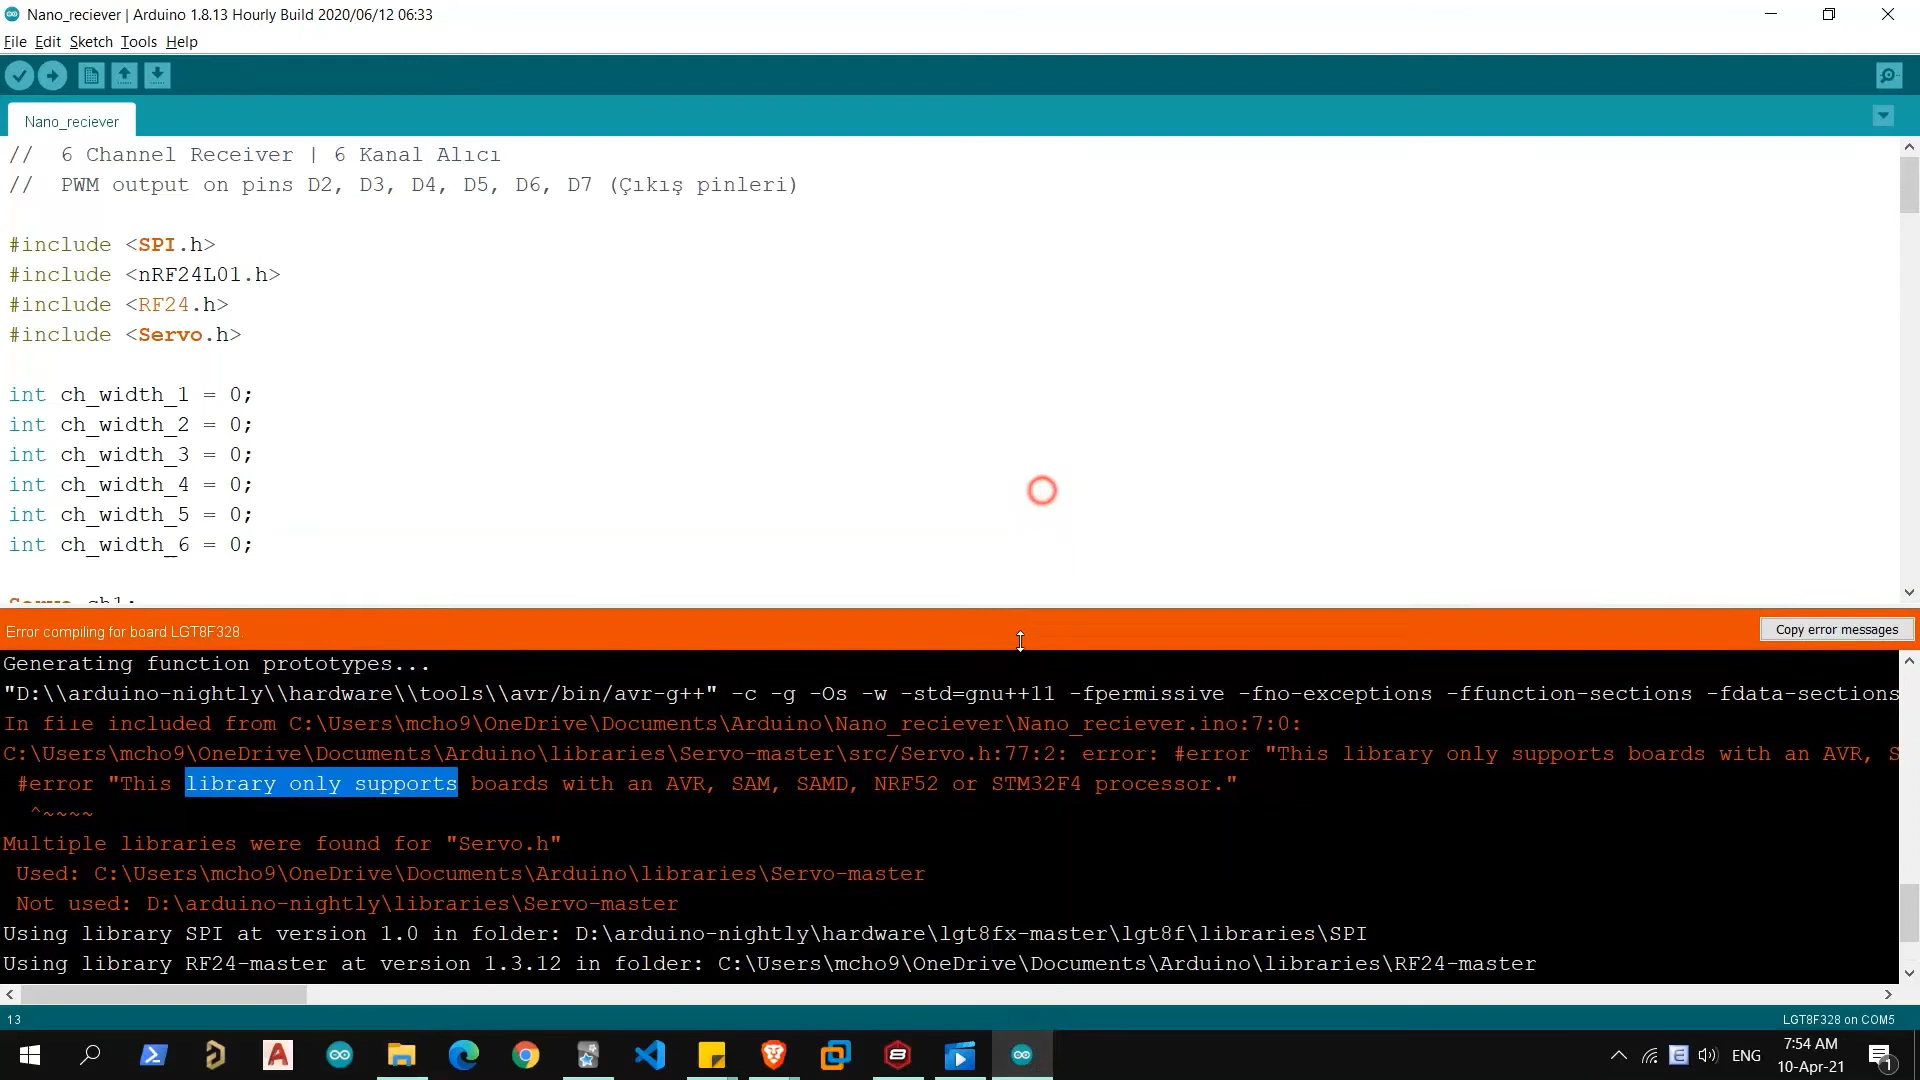 Nano_reciever | Arduino 1.8.13 Hourly Build 2020/06/12 06:33
File Edit Sketch Tools Help
Nano_reciever
// 6 Channel Receiver | 6 Kanal Alıcı
// PWM output on pins D2, D3, D4, D5, D6, D7 (Çıkış pinleri)
#include <SPI.h>
#include <nRF24L01.h>
#include <RF24.h>
#include <Servo.h>
int ch_width_1 = 0;
int ch_width_2 = 0;
int ch_width_3 = 0;
int ch_width_4 = 0;
int ch_width_5 = 0;
int ch_width_6 = 0;
Servo ch1;
Error compiling for board LGT8F328.
Copy error messages
Generating function prototypes...
"D:\\arduino-nightly\\hardware\\tools\\avr/bin/avr-g++" -c -g -Os -w -std=gnu++11 -fpermissive -fno-exceptions -ffunction-sections -fdata-sections
In file included from C:\Users\mcho9\OneDrive\Documents\Arduino\Nano_reciever\Nano_reciever.ino:7:0:
C:\Users\mcho9\OneDrive\Documents\Arduino\libraries\Servo-master\src/Servo.h:77:2: error: #error "This library only supports boards with an AVR, S
#error "This library only supports boards with an AVR, SAM, SAMD, NRF52 or STM32F4 processor."
^~~~~
Multiple libraries were found for "Servo.h"
Used: C:\Users\mcho9\OneDrive\Documents\Arduino\libraries\Servo-master
Not used: D:\arduino-nightly\libraries\Servo-master
Using library SPI at version 1.0 in folder: D:\arduino-nightly\hardware\lgt8fx-master\lgt8f\libraries\SPI
Using library RF24-master at version 1.3.12 in folder: C:\Users\mcho9\OneDrive\Documents\Arduino\libraries\RF24-master
13
LGT8F328 on COM5
ENG
7:54 AM
10-Apr-21
1